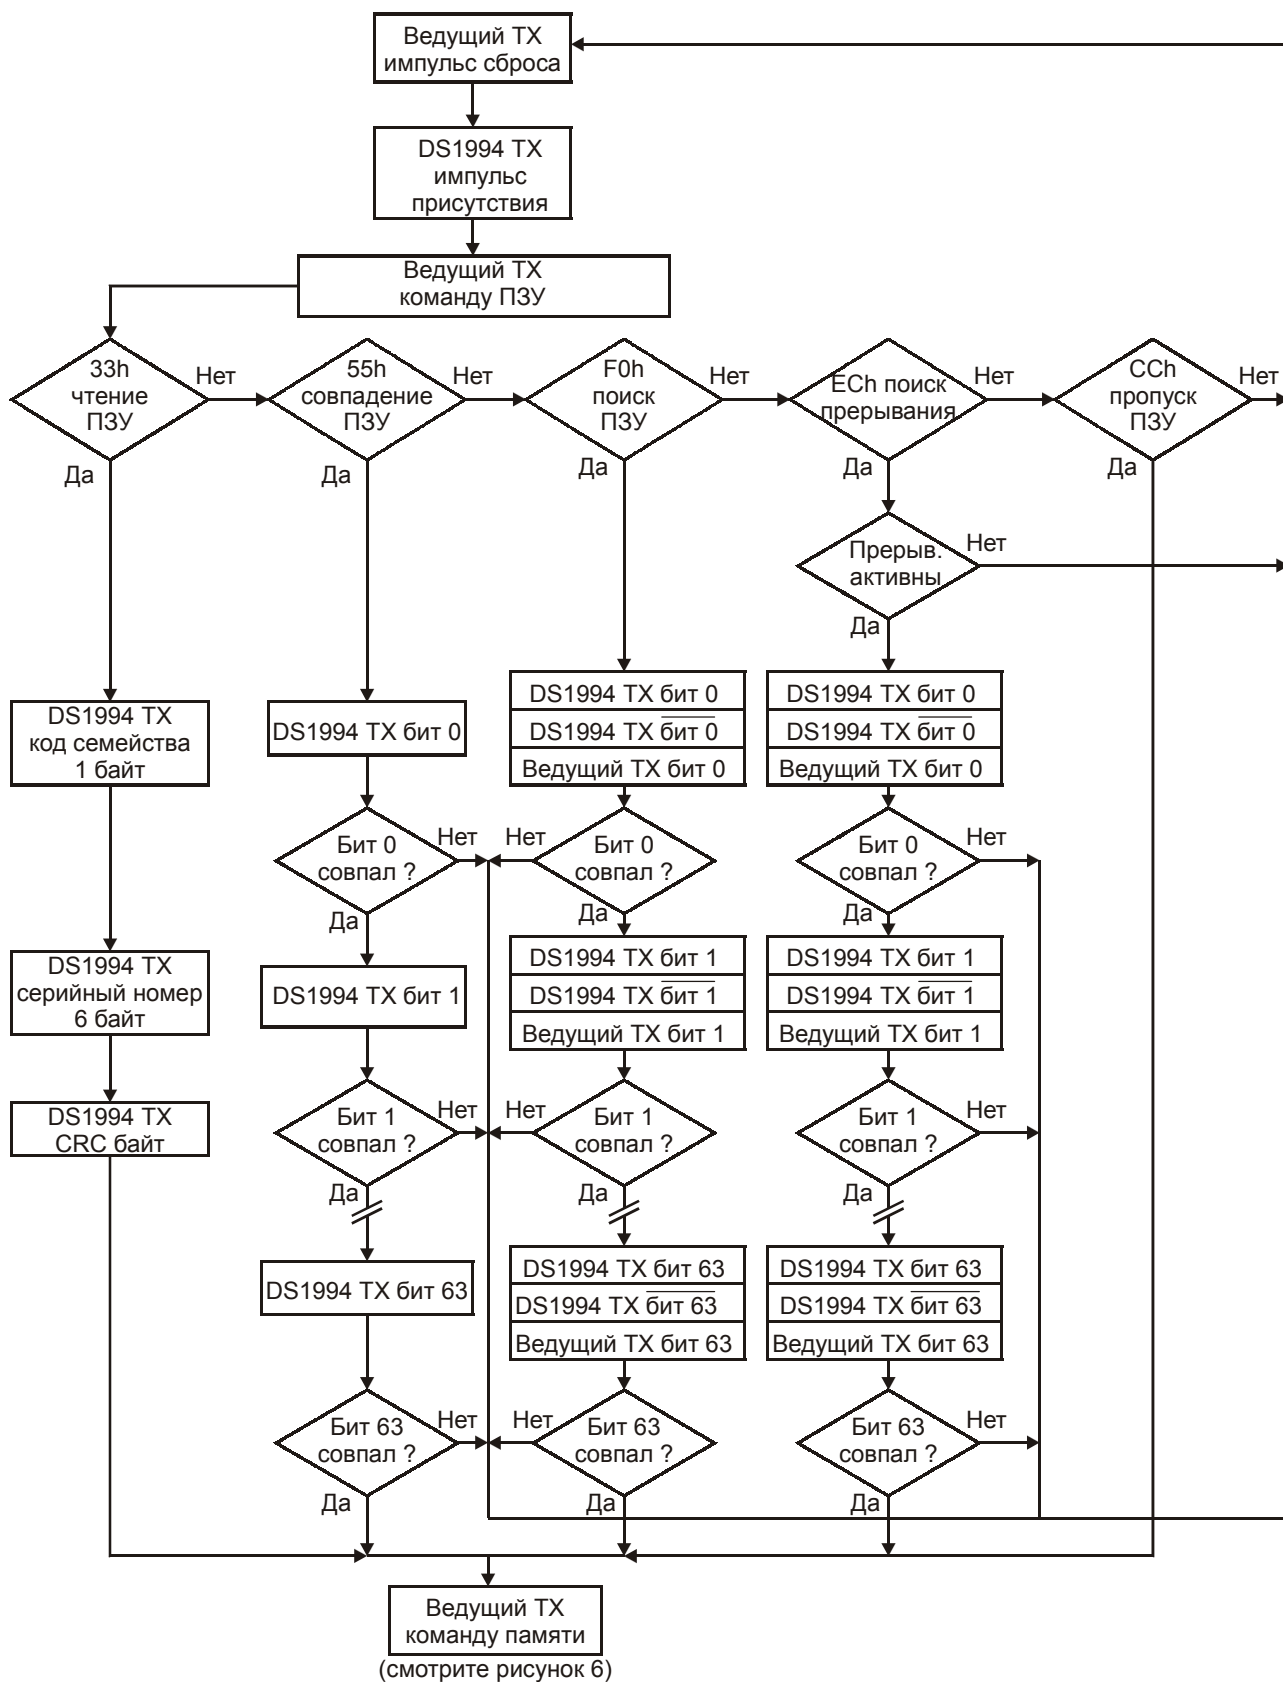 Ведущий TX
импульс сброса
DS1994 TX
импульс
присутствия
Ведущий TX
команду ПЗУ
33h
чтение
ПЗУ
Нет
Да
55h
совпадение
ПЗУ
Нет
Да
F0h
поиск
ПЗУ
Нет
Да
ECh поиск
прерывания
Нет
Да
CCh
пропуск
ПЗУ
Нет
Да
Прерыв.
активны
Нет
Да
DS1994 TX
код семейства
1 байт
DS1994 TX
серийный номер
6 байт
DS1994 TX
CRC байт
DS1994 TX бит 0
Бит 0
совпал ?
Нет
Да
DS1994 TX бит 1
Бит 1
совпал ?
Нет
Да
DS1994 TX бит 63
Бит 63
совпал ?
Нет
Да
DS1994 TX бит 0
DS1994 TX бит 0
Ведущий TX бит 0
Нет
Бит 0
совпал ?
Да
DS1994 TX бит 1
DS1994 TX бит 1
Ведущий TX бит 1
Нет
Бит 1
совпал ?
Да
DS1994 TX бит 63
DS1994 TX бит 63
Ведущий TX бит 63
Нет
Бит 63
совпал ?
Да
DS1994 TX бит 0
DS1994 TX бит 0
Ведущий TX бит 0
Бит 0
совпал ?
Нет
Да
DS1994 TX бит 1
DS1994 TX бит 1
Ведущий TX бит 1
Бит 1
совпал ?
Нет
Да
DS1994 TX бит 63
DS1994 TX бит 63
Ведущий TX бит 63
Бит 63
совпал ?
Нет
Да
Ведущий TX
команду памяти
(смотрите рисунок 6)